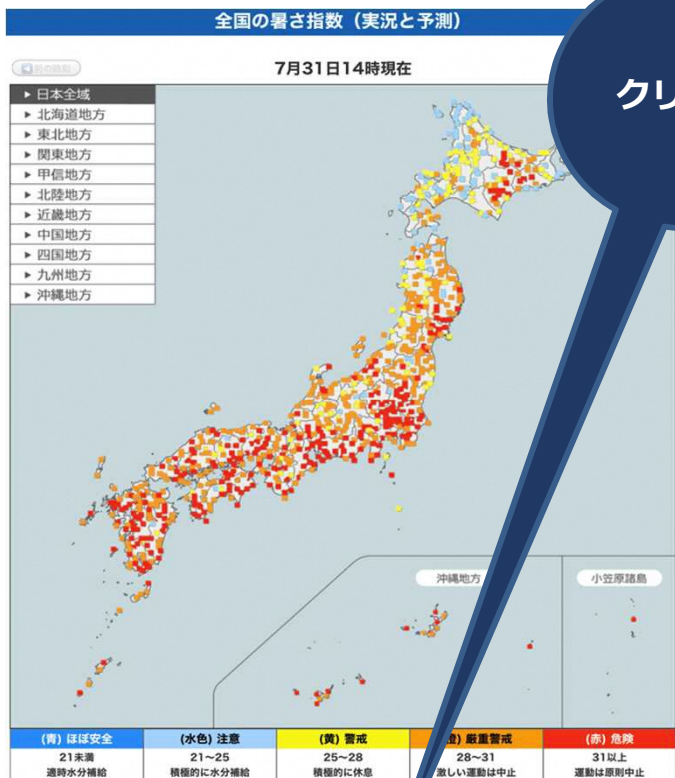 全国の暑さ指数（実況と予測）
7月31日14時現在
クリ
▶ 日本全域
▶ 北海道地方
▶ 東北地方
▶ 関東地方
▶ 甲信地方
▶ 北陸地方
▶ 近畿地方
▶ 中国地方
▶ 四国地方
▶ 九州地方
▶ 沖縄地方
沖縄地方
小笠原諸島
(青) ほぼ安全
(水色) 注意
(黄) 警戒
厳重警戒
(赤) 危険
21未満
21～25
25～28
28～31
31以上
適時水分補給
積極的に水分補給
積極的に休息
激しい運動は中止
運動は原則中止